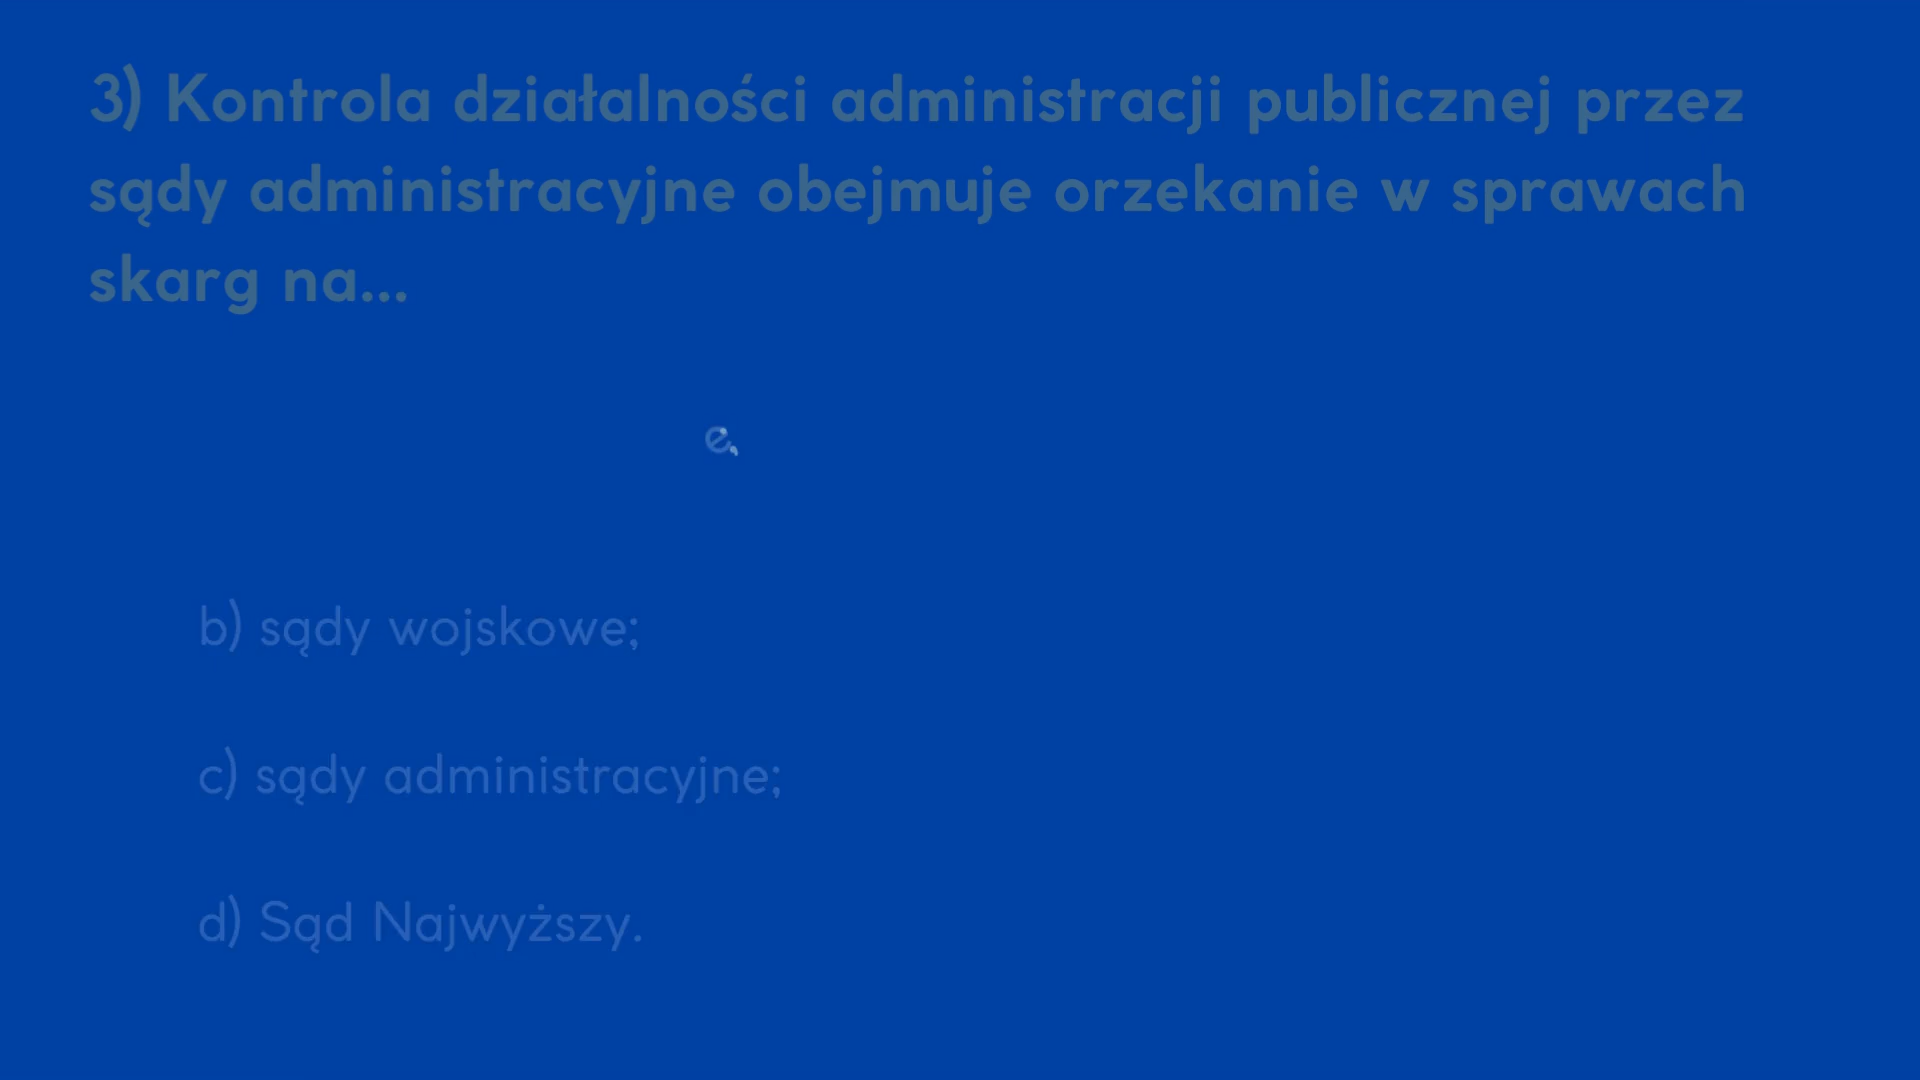 3) Kontrola działalności administracji publicznej przez
sądy administracyjne obejmuje orzekanie w sprawach
skarg na...
b) sądy wojskowe;
c) sądy administracyjne;
d) Sąd Najwyższy.